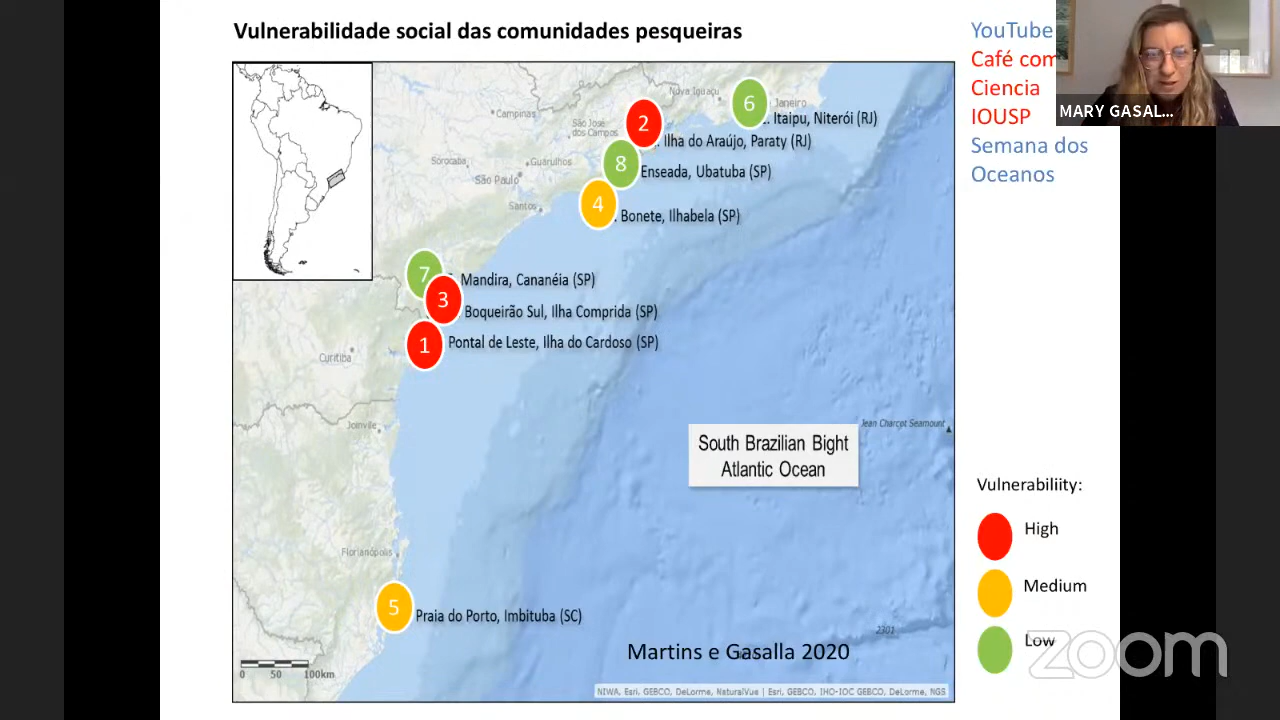 Vulnerabilidade social das comunidades pesqueiras
YouTube
Café com
Ciencia
IOUSP
Semana dos
Oceanos
MARY GASAL...
Nova Iguaçu
6
Janeiro
Itaipu, Niterói (RJ)
Campinas
São José
dos Campos
2
Ilha do Araújo, Paraty (RJ)
Sorocaba
Guarulhos
8
Enseada, Ubatuba (SP)
São Paulo
Santos
4
Bonete, Ilhabela (SP)
7
Mandira, Cananéia (SP)
3
Boqueirão Sul, Ilha Comprida (SP)
1
Pontal de Leste, Ilha do Cardoso (SP)
Curitiba
Joinvile
Jean Charcot Seamount
South Brazilian Bight
Atlantic Ocean
Vulnerabiliity:
High
Medium
Low
Florianópolis
5
Praia do Porto, Imbituba (SC)
2301
Martins e Gasalla 2020
0 50 100km
NIWA, Esri, GEBCO, DeLorme, NaturalVue | Esri, GEBCO, IHO-IOC GEBCO, DeLorme, NGS
zoom